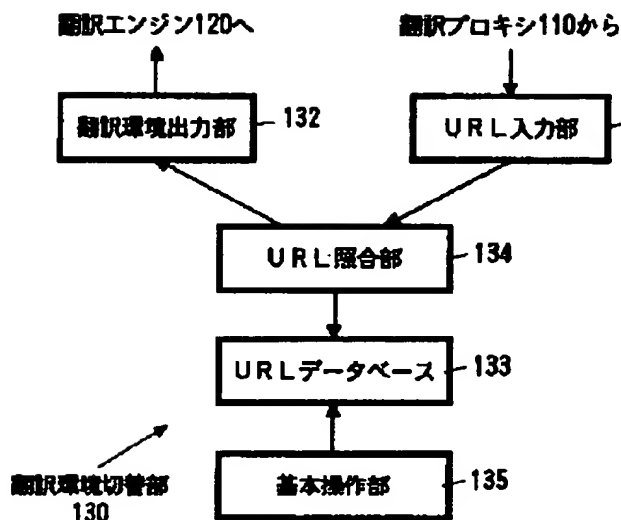 翻訳エンジン120へ 翻訳プロキシ110から
翻訳環境出力部 132 URL入力部
URL照合部 134
URLデータベース 133
翻訳環境切替部
130
基本操作部 135